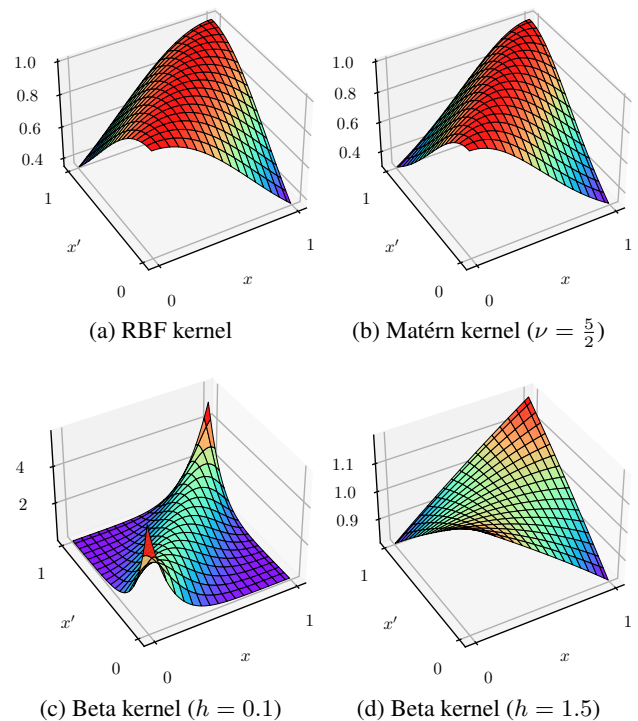 1.0
0.8
0.6
0.4
1
x′
0
0
x
1
(a) RBF kernel
1.0
0.8
0.6
0.4
1
x′
0
0
x
1
(b) Matérn kernel (ν = 5/2)
4
2
1
x′
0
0
x
1
(c) Beta kernel (h = 0.1)
1.1
1.0
0.9
1
x′
0
0
x
1
(d) Beta kernel (h = 1.5)